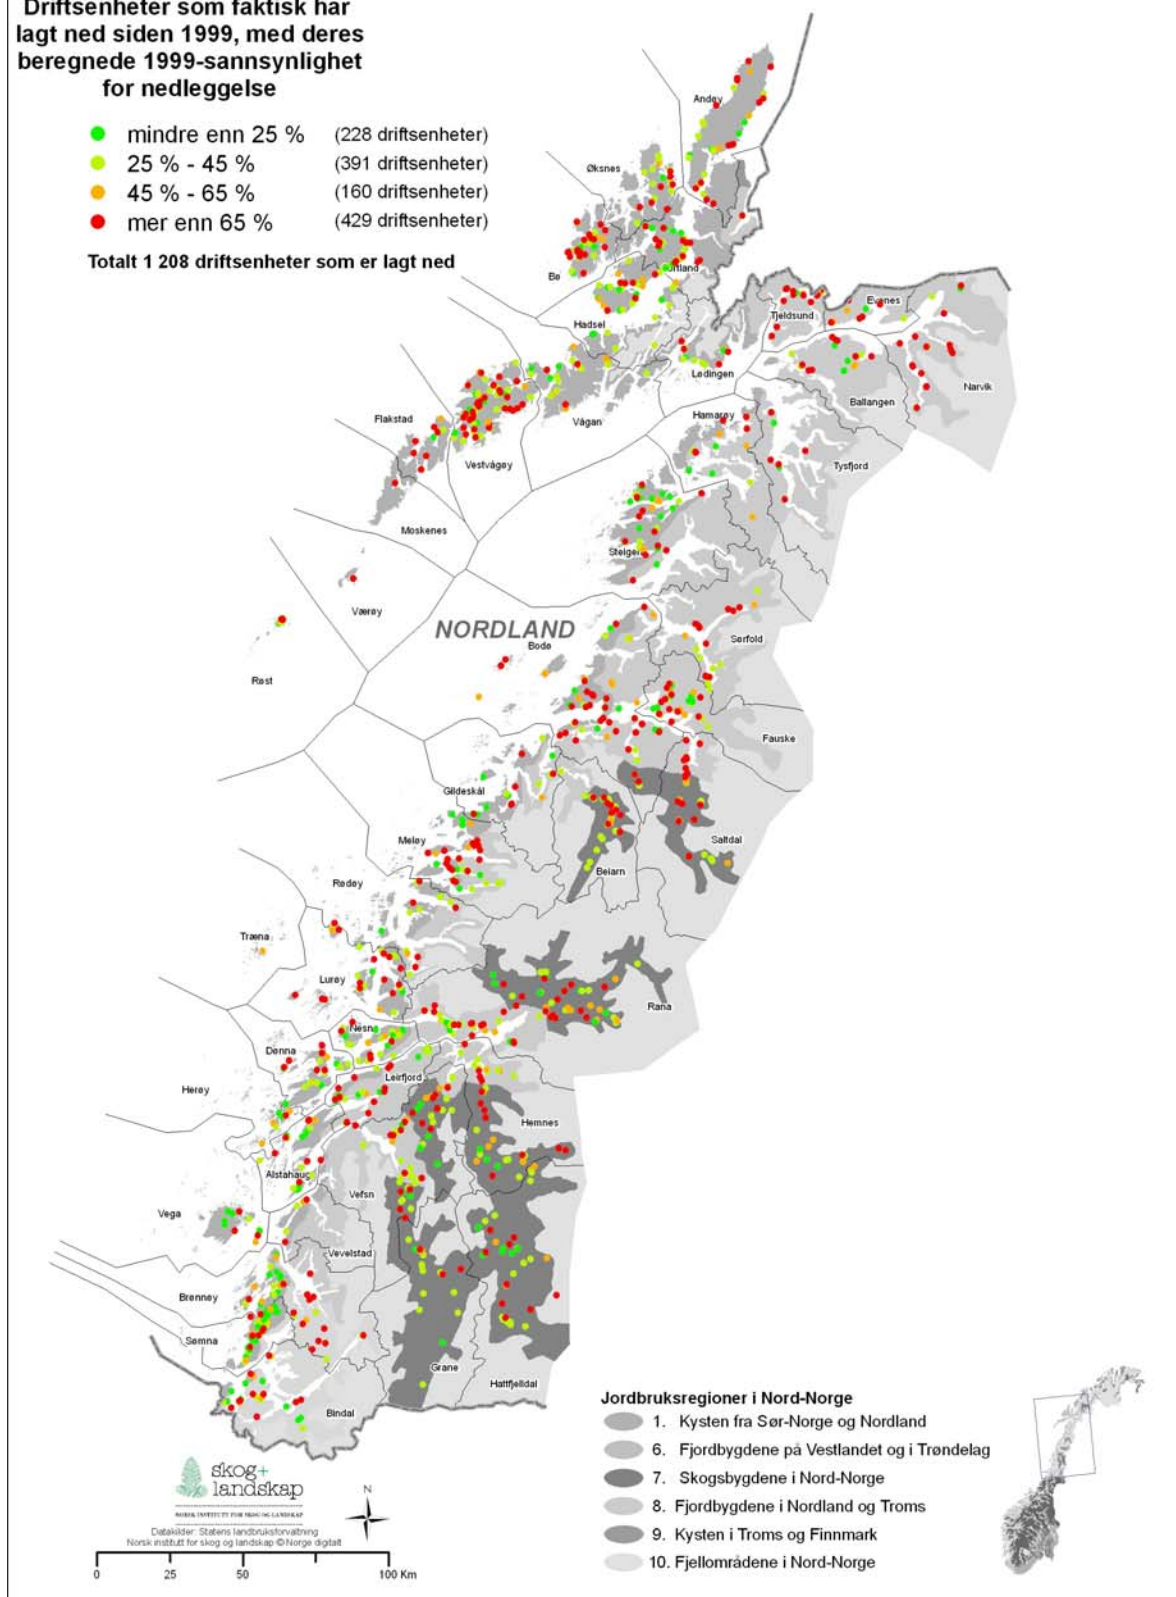 Driftsenheter som faktisk har
lagt ned siden 1999, med deres
beregnede 1999-sannsynlighet
for nedleggelse
mindre enn 25 % (228 driftsenheter)
25 % - 45 % (391 driftsenheter)
45 % - 65 % (160 driftsenheter)
mer enn 65 % (429 driftsenheter)
Totalt 1 208 driftsenheter som er lagt ned
Andøy
Øksnes
Bø
Hadsel
Tjeldsund
Evenes
Lødingen
Narvik
Ballangen
Flakstad
Vågan
Hamarøy
Vestvågøy
Tysfjord
Moskenes
Steigen
Værøy
NORDLAND
Bodø
Sørfold
Røst
Fauske
Gildeskål
Meløy
Saltdal
Beiarn
Rødøy
Træna
Lurøy
Rana
Nesna
Dønna
Leirfjord
Herøy
Hemnes
Alstahaug
Vefsn
Vega
Vevelstad
Brønnøy
Sømna
Grane
Hattfjelldal
Bindal
Jordbruksregioner i Nord-Norge
1. Kysten fra Sør-Norge og Nordland
6. Fjordbygdene på Vestlandet og i Trøndelag
7. Skogsbygdene i Nord-Norge
8. Fjordbygdene i Nordland og Troms
9. Kysten i Troms og Finnmark
10. Fjellområdene i Nord-Norge
skog+
landskap
NORSK INSTITUTT FOR SKOG OG LANDSKAP
N
Datakilder: Statens landbruksforvaltning
Norsk institutt for skog og landskap © Norge digitalt
0 25 50 100 Km